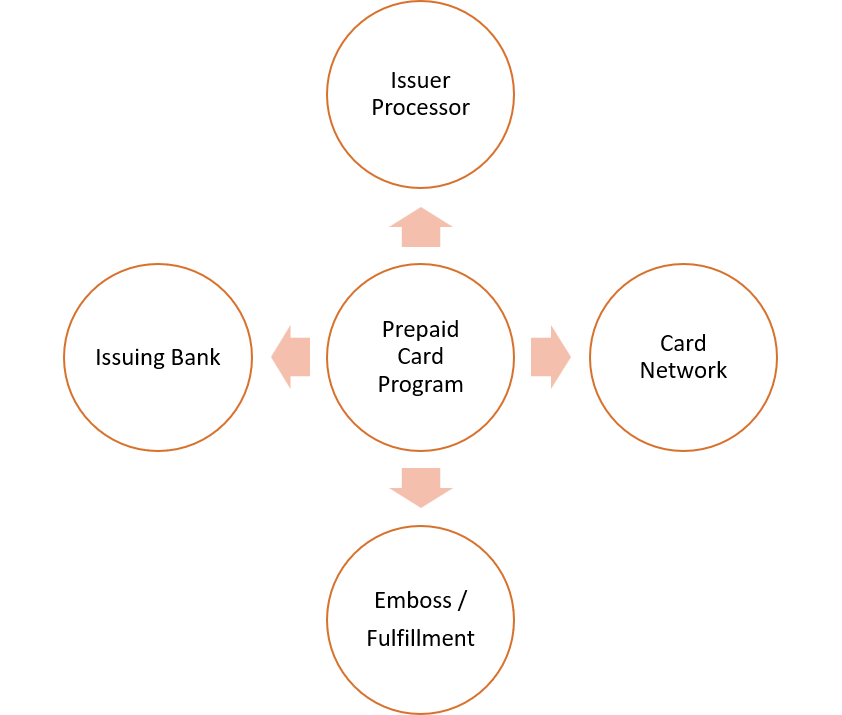 Issuer
Processor
Issuing Bank
Prepaid
Card
Program
Card
Network
Emboss /
Fulfillment